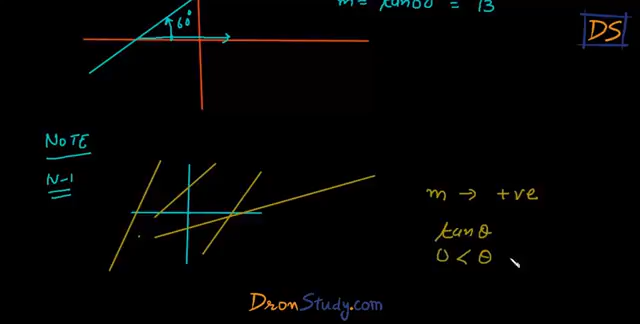 m = tan60 = √3
DS
60°
NOTE
N-1
m → +ve
tanθ
0 < θ
DronStudy.com